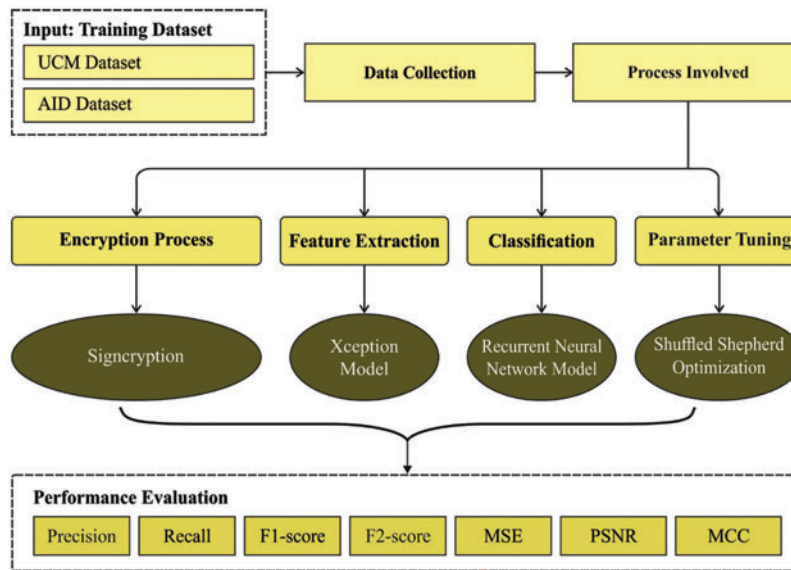 Input: Training Dataset
UCM Dataset
AID Dataset
Data Collection
Process Involved
Encryption Process
Feature Extraction
Classification
Parameter Tuning
Signcryption
Xception
Model
Recurrent Neural
Network Model
Shuffled Shepherd
Optimization
Performance Evaluation
Precision
Recall
F1-score
F2-score
MSE
PSNR
MCC